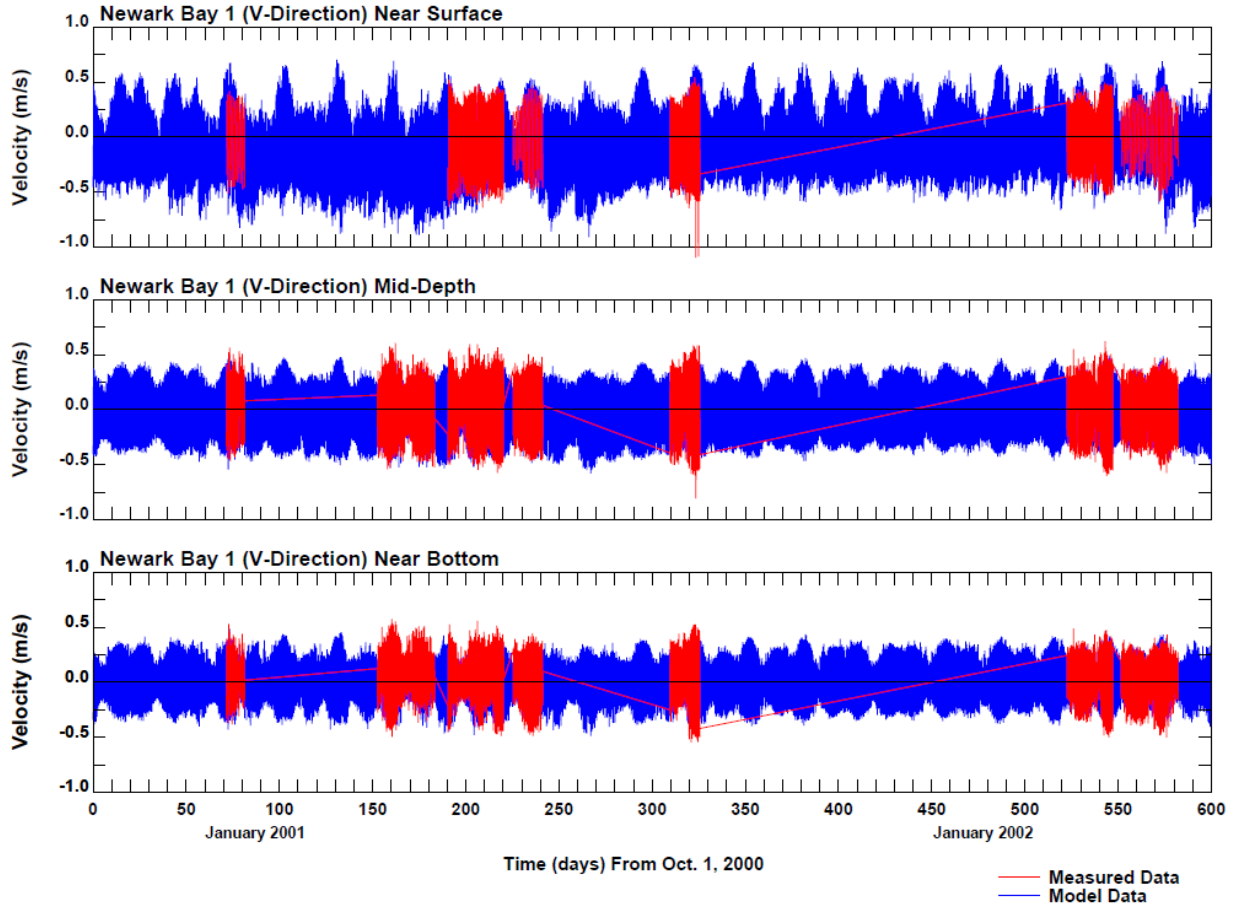 Newark Bay 1 (V-Direction) Near Surface
1.0
0.5
0.0
-0.5
-1.0
Velocity (m/s)
Newark Bay 1 (V-Direction) Mid-Depth
1.0
0.5
0.0
-0.5
-1.0
Velocity (m/s)
Newark Bay 1 (V-Direction) Near Bottom
1.0
0.5
0.0
-0.5
-1.0
Velocity (m/s)
0 50 100 150 200 250 300 350 400 450 500 550 600
January 2001 January 2002
Time (days) From Oct. 1, 2000
Measured Data
Model Data